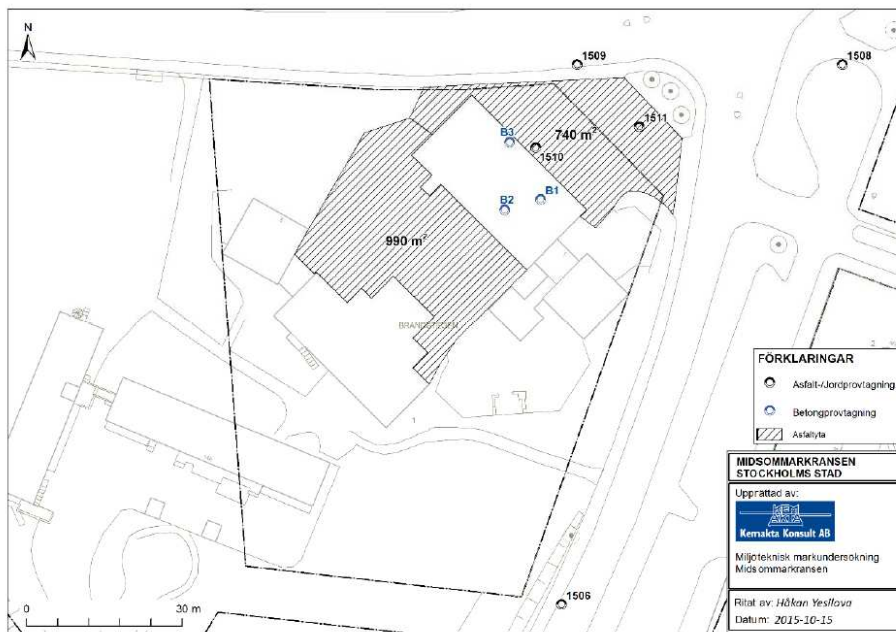 N
1509
1508
1511
740 m²
B3
1510
B1
B2
990 m²
BRANDSTEGEN
FÖRKLARINGAR
Asfalt-/Jordprovtagning
Betongprovtagning
Asfaltyta
MIDSOMMARKRANSEN
STOCKHOLMS STAD
Upprättad av:
KEM
AKTA
Kemakta Konsult AB
Miljöteknisk markundersökning
Midsommarkransen
1506
0 30 m
Ritat av: Håkan Yesilova
Datum: 2015-10-15